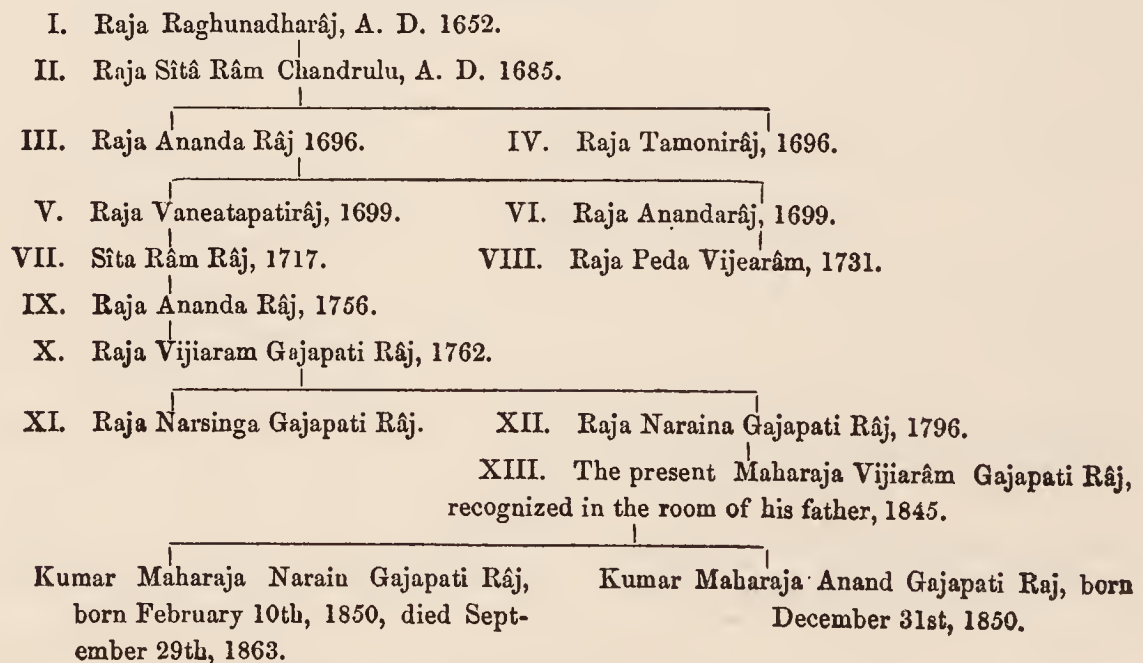 I. Raja Raghunadharâj, A. D. 1652.
II. Raja Sîtâ Râm Chandrulu, A. D. 1685.
III. Raja Ananda Râj 1696. IV. Raja Tamonirâj, 1696.
V. Raja Vaneatapatirâj, 1699. VI. Raja Anandarâj, 1699.
VII. Sîta Râm Râj, 1717. VIII. Raja Peda Vijearâm, 1731.
IX. Raja Ananda Râj, 1756.
X. Raja Vijiaram Gajapati Râj, 1762.
XI. Raja Narsinga Gajapati Râj. XII. Raja Naraina Gajapati Râj, 1796.
XIII. The present Maharaja Vijiarâm Gajapati Râj,
recognized in the room of his father, 1845.
Kumar Maharaja Narain Gajapati Râj,
born February 10th, 1850, died Sept-
ember 29th, 1863.
Kumar Maharaja Anand Gajapati Raj, born
December 31st, 1850.